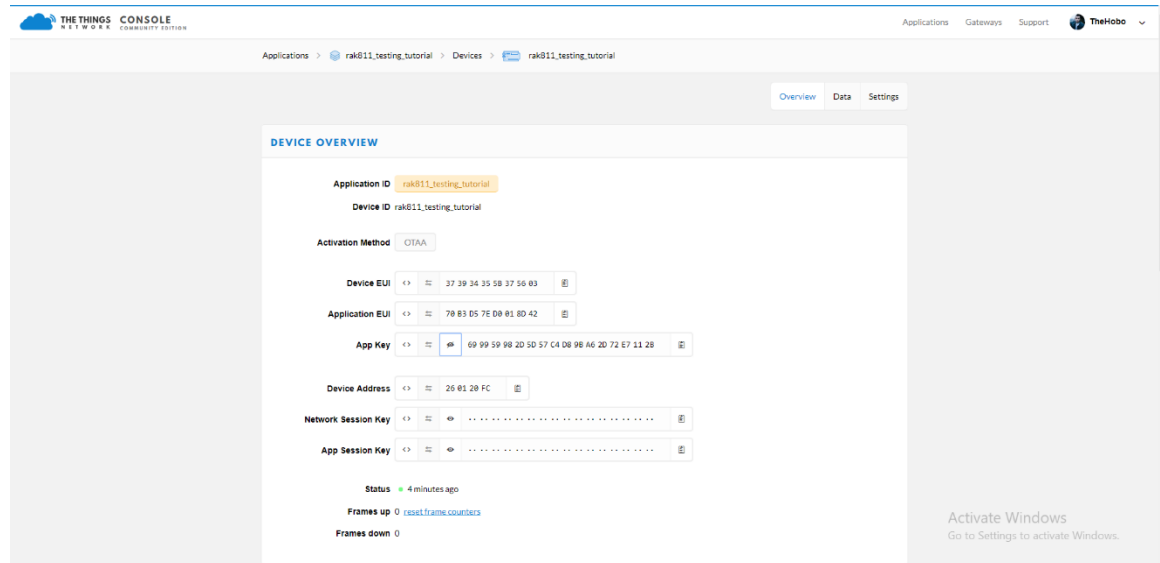 THE THINGS NETWORK CONSOLE COMMUNITY EDITION Applications Gateways Support TheHobo
Applications > rak811_testing_tutorial > Devices > rak811_testing_tutorial
Overview Data Settings
DEVICE OVERVIEW
Application ID rak811_testing_tutorial
Device ID rak811_testing_tutorial
Activation Method OTAA
Device EUI <> 37 39 34 35 5B 37 56 03
Application EUI <> 70 B3 D5 7E D0 01 8D 42
App Key <> 69 99 59 98 2D 5D 57 C4 D8 9B A6 2D 72 E7 11 2B
Device Address <> 26 01 20 FC
Network Session Key <> .. .. .. .. .. .. .. .. .. .. .. .. .. .. .. ..
App Session Key <> .. .. .. .. .. .. .. .. .. .. .. .. .. .. .. ..
Status 4 minutes ago
Frames up 0 reset frame counters
Frames down 0
Activate Windows
Go to Settings to activate Windows.